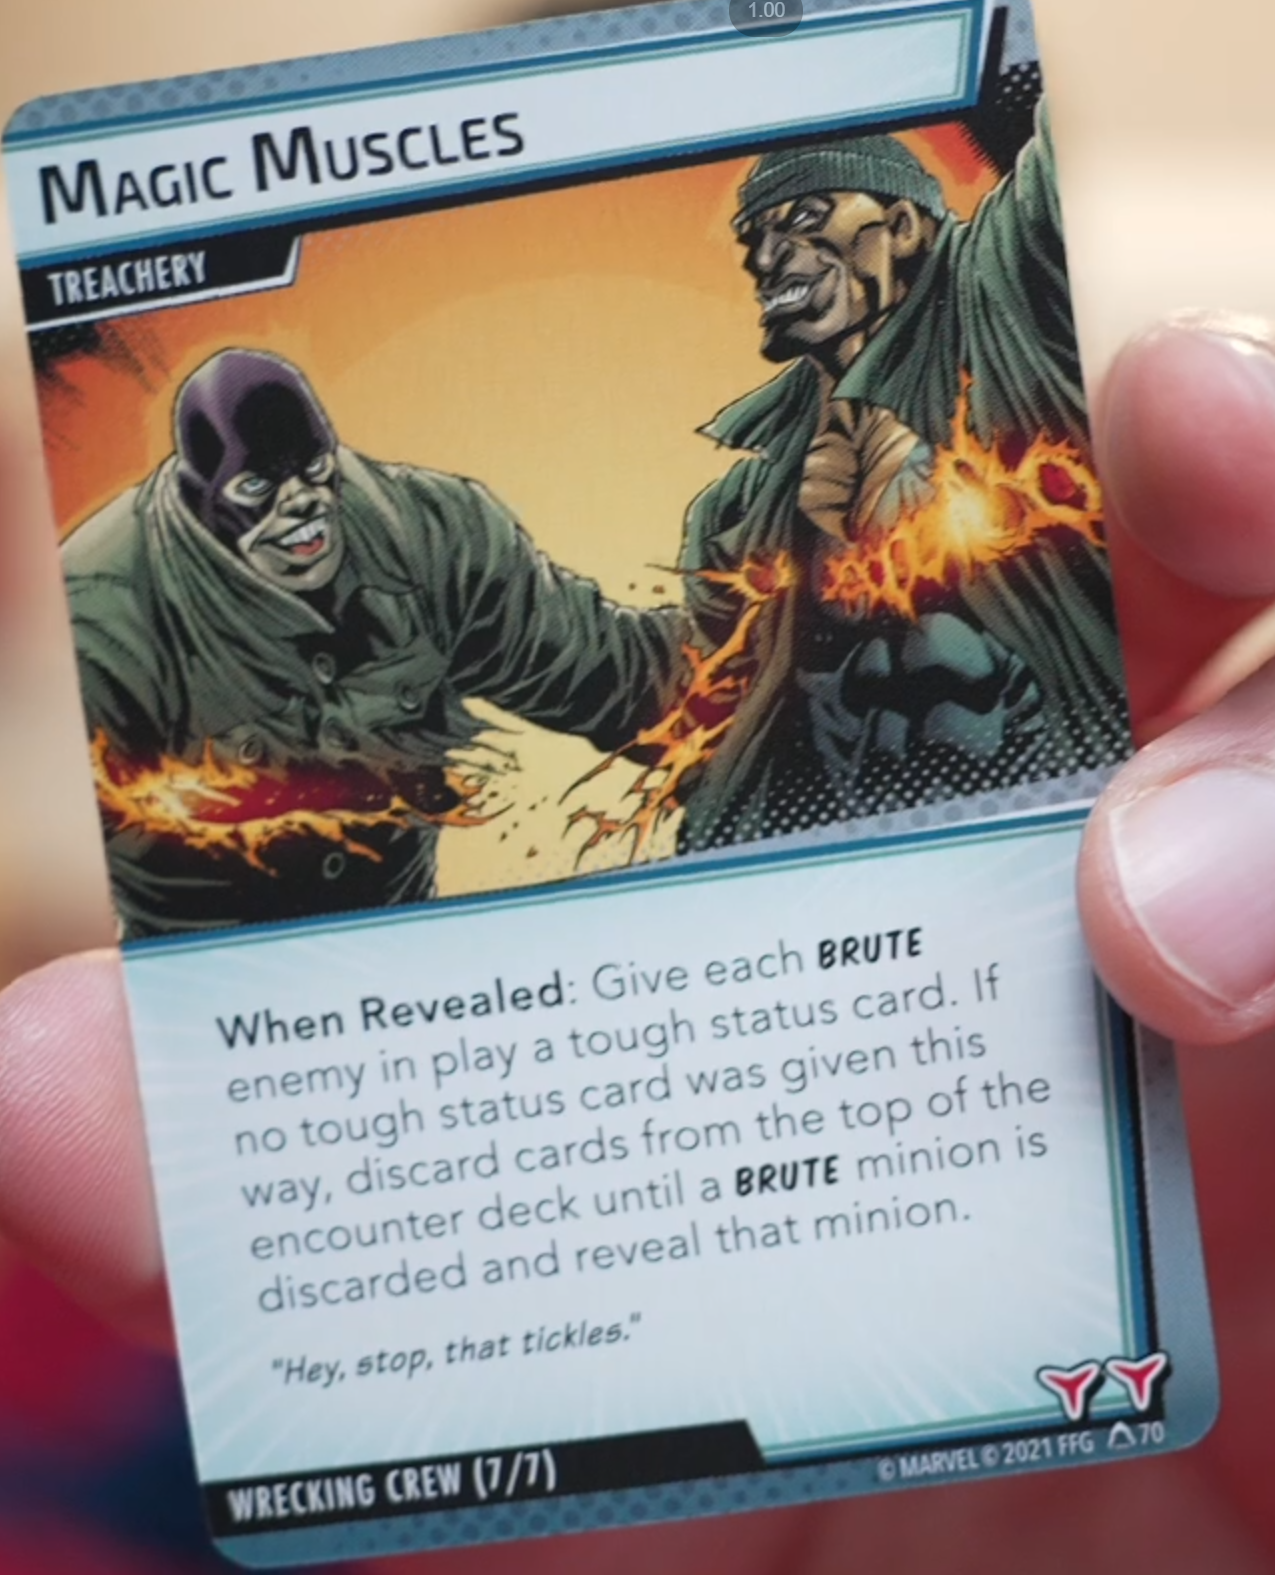 1.00
MAGIC MUSCLES
TREACHERY
When Revealed: Give each BRUTE
enemy in play a tough status card. If
no tough status card was given this
way, discard cards from the top of the
encounter deck until a BRUTE minion is
discarded and reveal that minion.
"Hey, stop, that tickles."
WRECKING CREW (7/7)
© MARVEL © 2021 FFG 70